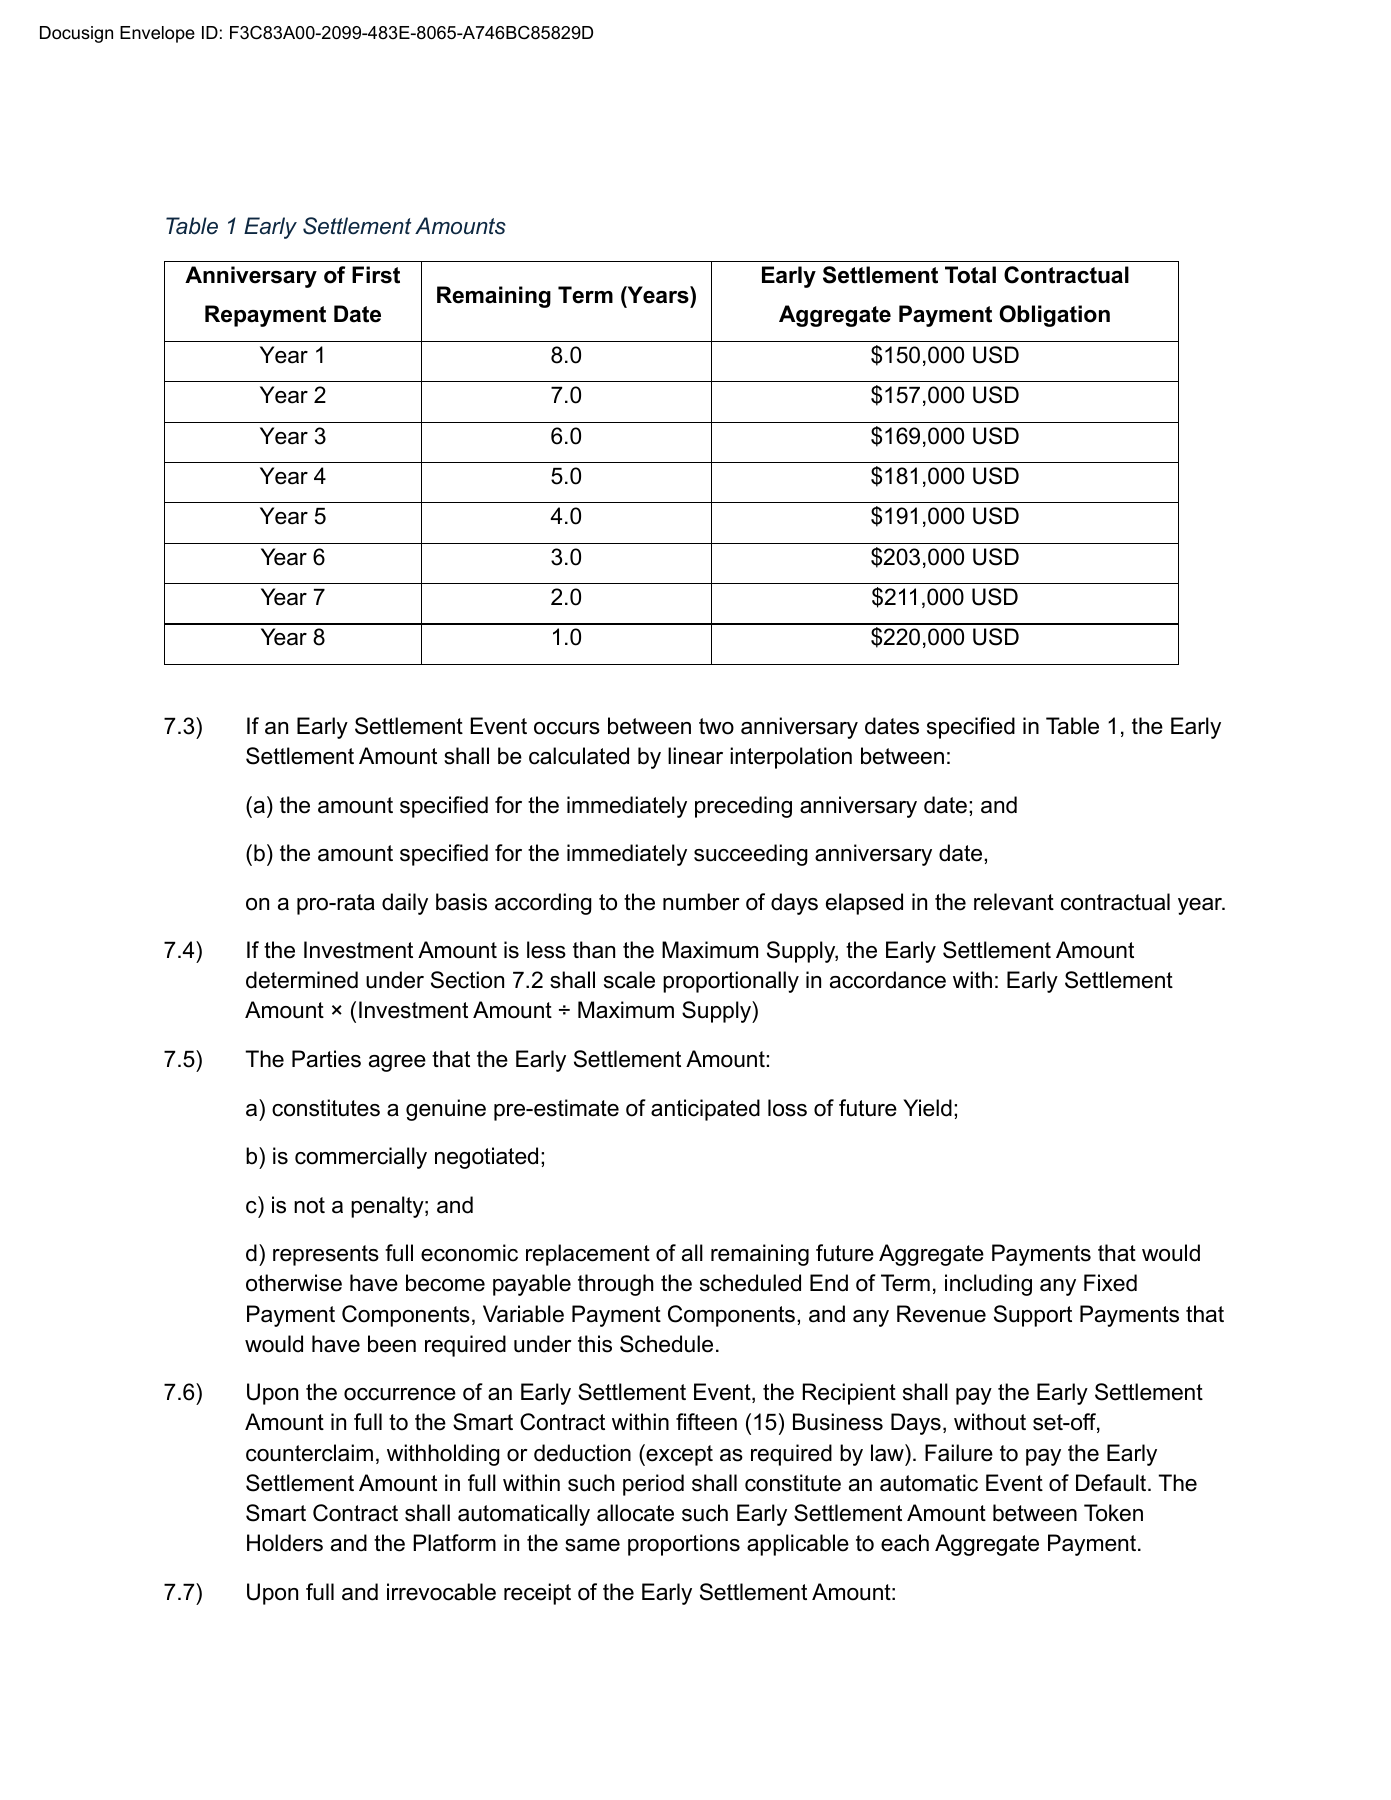 Docusign Envelope ID: F3C83A00-2099-483E-8065-A746BC85829D
Table 1 Early Settlement Amounts
Anniversary of First Repayment Date | Remaining Term (Years) | Early Settlement Total Contractual Aggregate Payment Obligation
Year 1 | 8.0 | $150,000 USD
Year 2 | 7.0 | $157,000 USD
Year 3 | 6.0 | $169,000 USD
Year 4 | 5.0 | $181,000 USD
Year 5 | 4.0 | $191,000 USD
Year 6 | 3.0 | $203,000 USD
Year 7 | 2.0 | $211,000 USD
Year 8 | 1.0 | $220,000 USD
7.3) If an Early Settlement Event occurs between two anniversary dates specified in Table 1, the Early
Settlement Amount shall be calculated by linear interpolation between:
(a) the amount specified for the immediately preceding anniversary date; and
(b) the amount specified for the immediately succeeding anniversary date,
on a pro-rata daily basis according to the number of days elapsed in the relevant contractual year.
7.4) If the Investment Amount is less than the Maximum Supply, the Early Settlement Amount
determined under Section 7.2 shall scale proportionally in accordance with: Early Settlement
Amount × (Investment Amount ÷ Maximum Supply)
7.5) The Parties agree that the Early Settlement Amount:
a) constitutes a genuine pre-estimate of anticipated loss of future Yield;
b) is commercially negotiated;
c) is not a penalty; and
d) represents full economic replacement of all remaining future Aggregate Payments that would
otherwise have become payable through the scheduled End of Term, including any Fixed
Payment Components, Variable Payment Components, and any Revenue Support Payments that
would have been required under this Schedule.
7.6) Upon the occurrence of an Early Settlement Event, the Recipient shall pay the Early Settlement
Amount in full to the Smart Contract within fifteen (15) Business Days, without set-off,
counterclaim, withholding or deduction (except as required by law). Failure to pay the Early
Settlement Amount in full within such period shall constitute an automatic Event of Default. The
Smart Contract shall automatically allocate such Early Settlement Amount between Token
Holders and the Platform in the same proportions applicable to each Aggregate Payment.
7.7) Upon full and irrevocable receipt of the Early Settlement Amount: